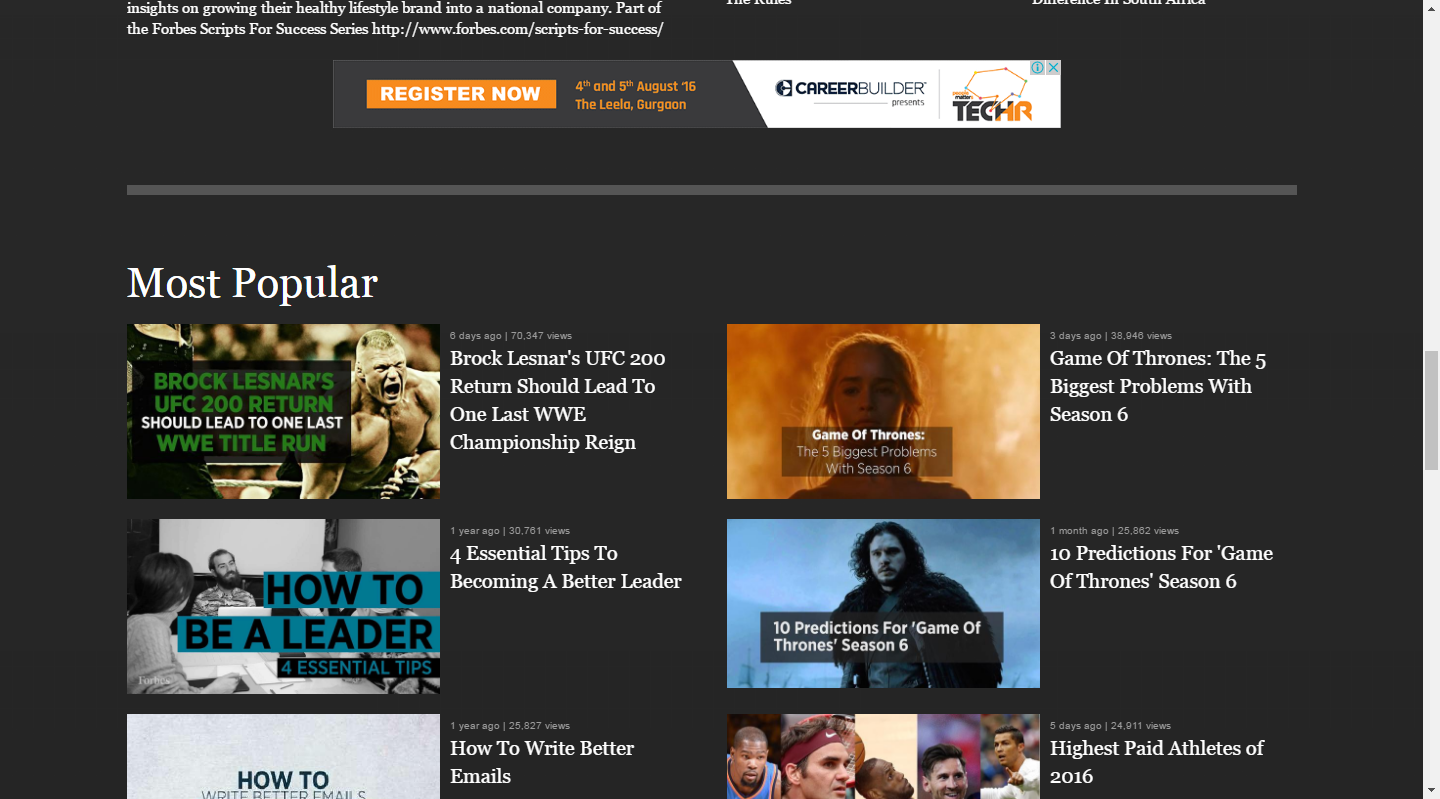 insights on growing their healthy lifestyle brand into a national company. Part of
the Forbes Scripts For Success Series http://www.forbes.com/scripts-for-success/
The Rules
Difference In South Africa
REGISTER NOW
4th and 5th August '16
The Leela, Gurgaon
CAREERBUILDER
presents
people
matters
TECHR
Most Popular
BROCK LESNAR'S
UFC 200 RETURN
SHOULD LEAD TO ONE LAST
WWE TITLE RUN
6 days ago | 70,347 views
Brock Lesnar's UFC 200
Return Should Lead To
One Last WWE
Championship Reign
Game Of Thrones:
The 5 Biggest Problems
With Season 6
3 days ago | 38,946 views
Game Of Thrones: The 5
Biggest Problems With
Season 6
HOW TO
BE A LEADER
4 ESSENTIAL TIPS
Forbes
1 year ago | 30,761 views
4 Essential Tips To
Becoming A Better Leader
10 Predictions For 'Game Of
Thrones' Season 6
1 month ago | 25,862 views
10 Predictions For 'Game
Of Thrones' Season 6
HOW TO
WRITE BETTER EMAILS
1 year ago | 25,827 views
How To Write Better
Emails
5 days ago | 24,911 views
Highest Paid Athletes of
2016